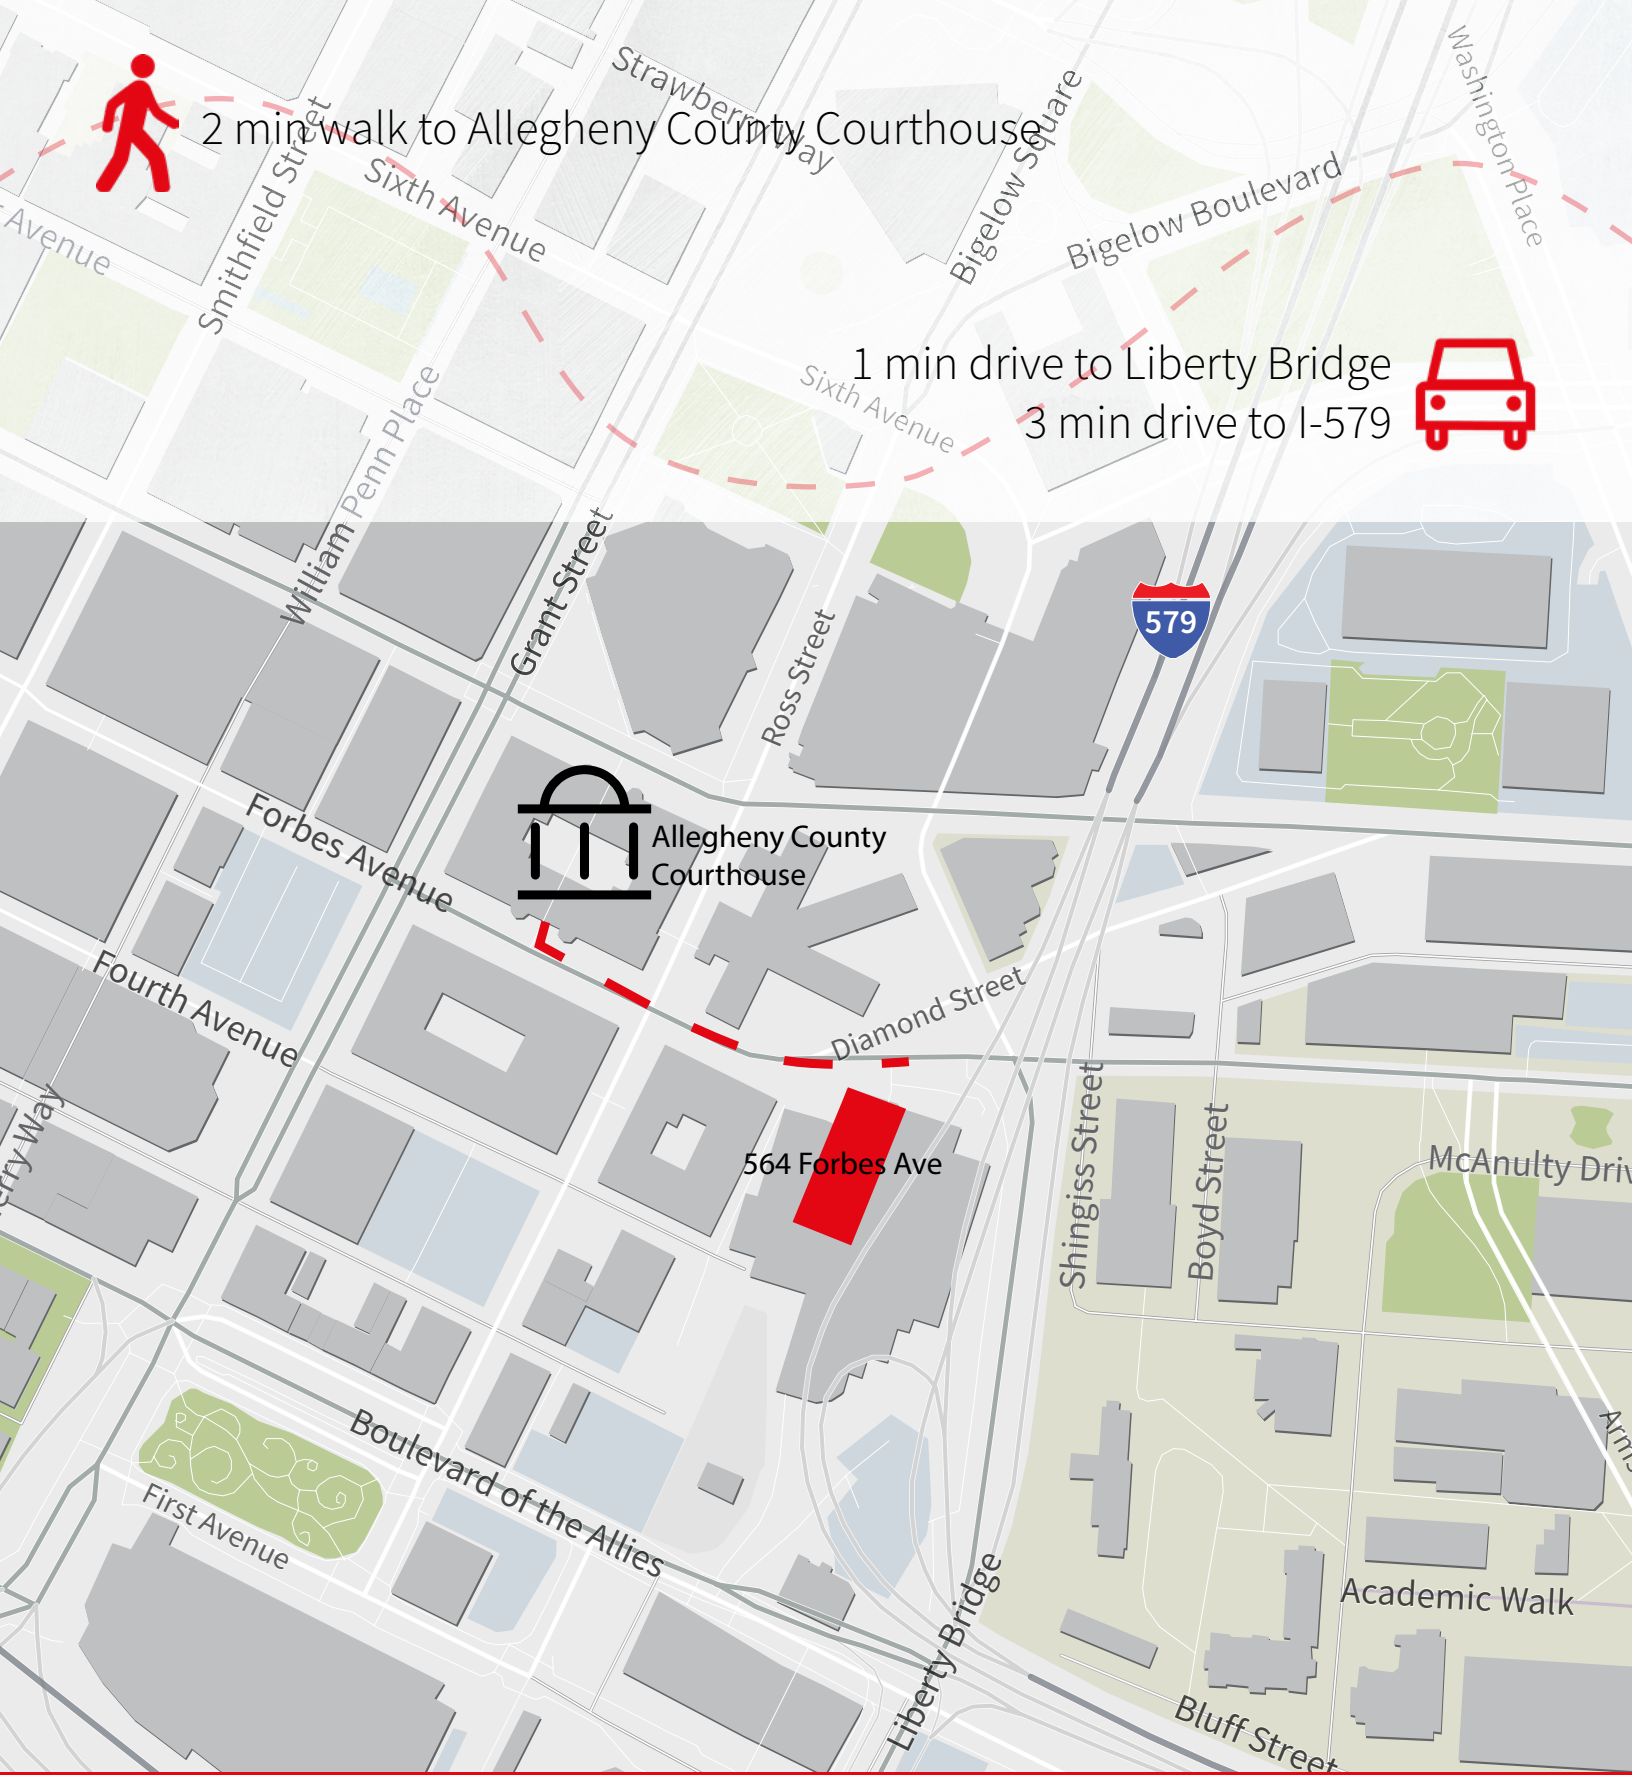 Strawberry Way
2 min walk to Allegheny County Courthouse
Smithfield Street
Sixth Avenue
Avenue
Bigelow Square
Bigelow Boulevard
Washington Place
1 min drive to Liberty Bridge
3 min drive to I-579
Sixth Avenue
William Penn Place
Grant Street
Ross Street
579
Forbes Avenue
Allegheny County
Courthouse
Fourth Avenue
Diamond Street
erry Way
564 Forbes Ave
Shingiss Street
Boyd Street
McAnulty Driv
Arms
Boulevard of the Allies
First Avenue
Liberty Bridge
Academic Walk
Bluff Street